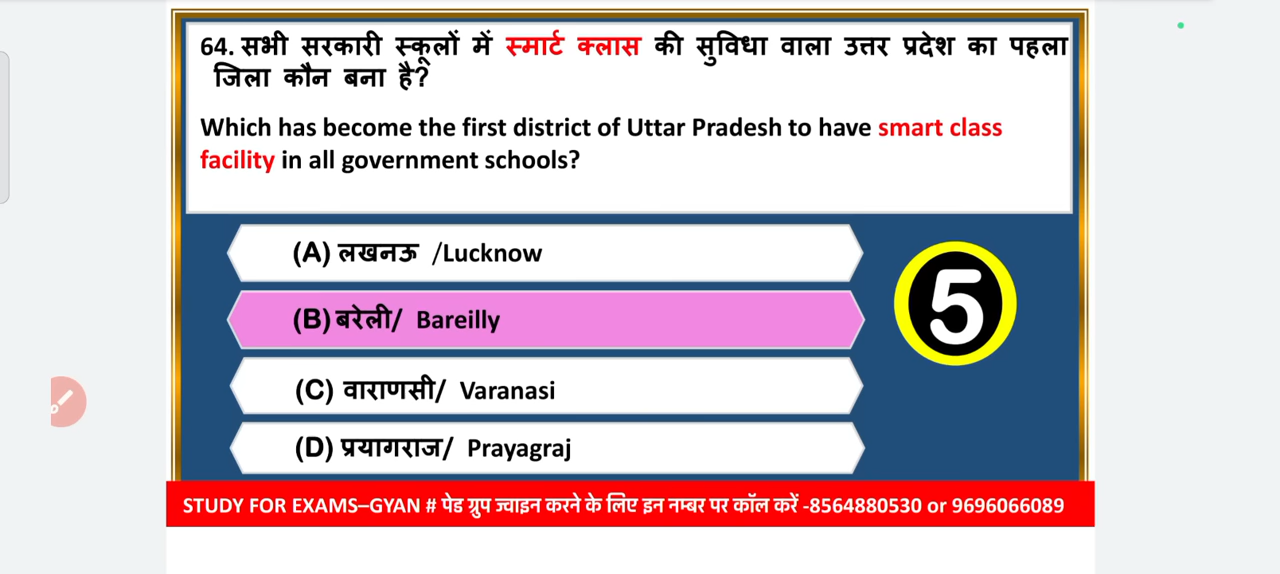 64. सभी सरकारी स्कूलों में स्मार्ट क्लास की सुविधा वाला उत्तर प्रदेश का पहला
जिला कौन बना है?
Which has become the first district of Uttar Pradesh to have smart class
facility in all government schools?
(A) लखनऊ /Lucknow
(B) बरेली/ Bareilly
5
(C) वाराणसी/ Varanasi
(D) प्रयागराज/ Prayagraj
STUDY FOR EXAMS–GYAN # पेड ग्रुप ज्वाइन करने के लिए इन नम्बर पर कॉल करें -8564880530 or 9696066089